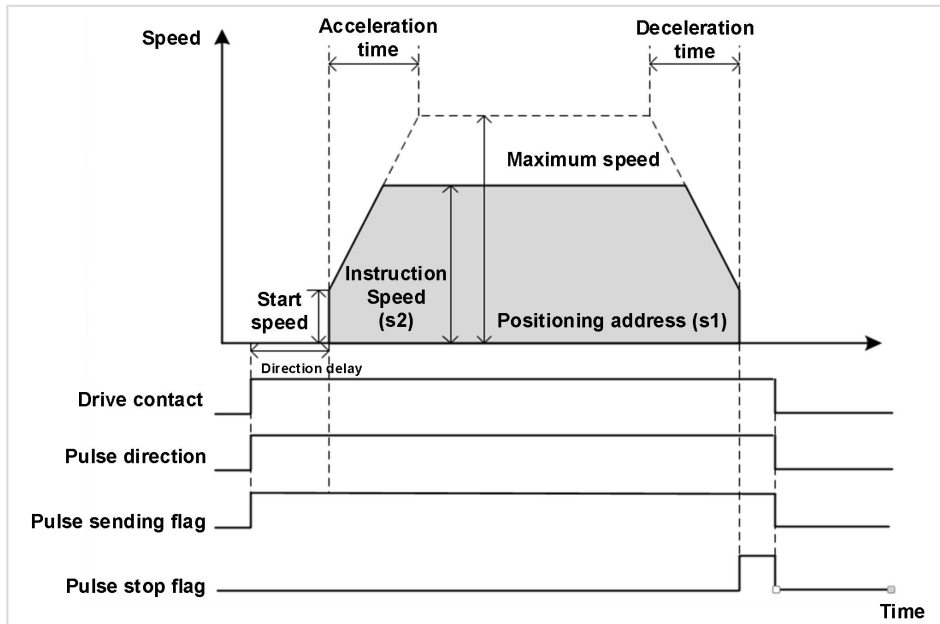 Speed
Acceleration
time
Deceleration
time
Maximum speed
Instruction
Speed
(s2)
Start
speed
Positioning address (s1)
Direction delay
Drive contact
Pulse direction
Pulse sending flag
Pulse stop flag
Time